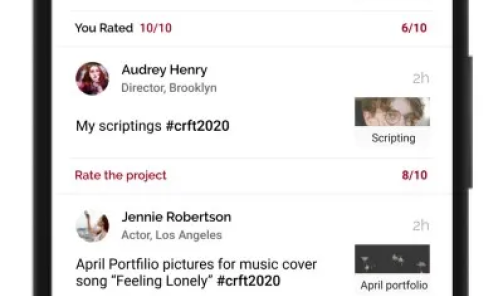 You Rated 10/10 6/10
Audrey Henry 2h
Director, Brooklyn
My scriptings #crft2020
Scripting
Rate the project 8/10
Jennie Robertson 2h
Actor, Los Angeles
April Portfilio pictures for music cover
song “Feeling Lonely” #crft2020
April portfolio